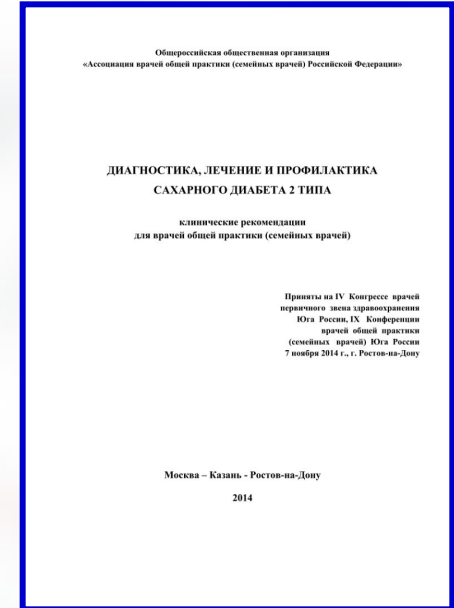 Общероссийская общественная организация
«Ассоциация врачей общей практики (семейных врачей) Российской Федерации»
ДИАГНОСТИКА, ЛЕЧЕНИЕ И ПРОФИЛАКТИКА
САХАРНОГО ДИАБЕТА 2 ТИПА
клинические рекомендации
для врачей общей практики (семейных врачей)
Приняты на IV Конгрессе врачей
первичного звена здравоохранения
Юга России, IX Конференции
врачей общей практики
(семейных врачей) Юга России
7 ноября 2014 г., г. Ростов-на-Дону
Москва – Казань - Ростов-на-Дону
2014